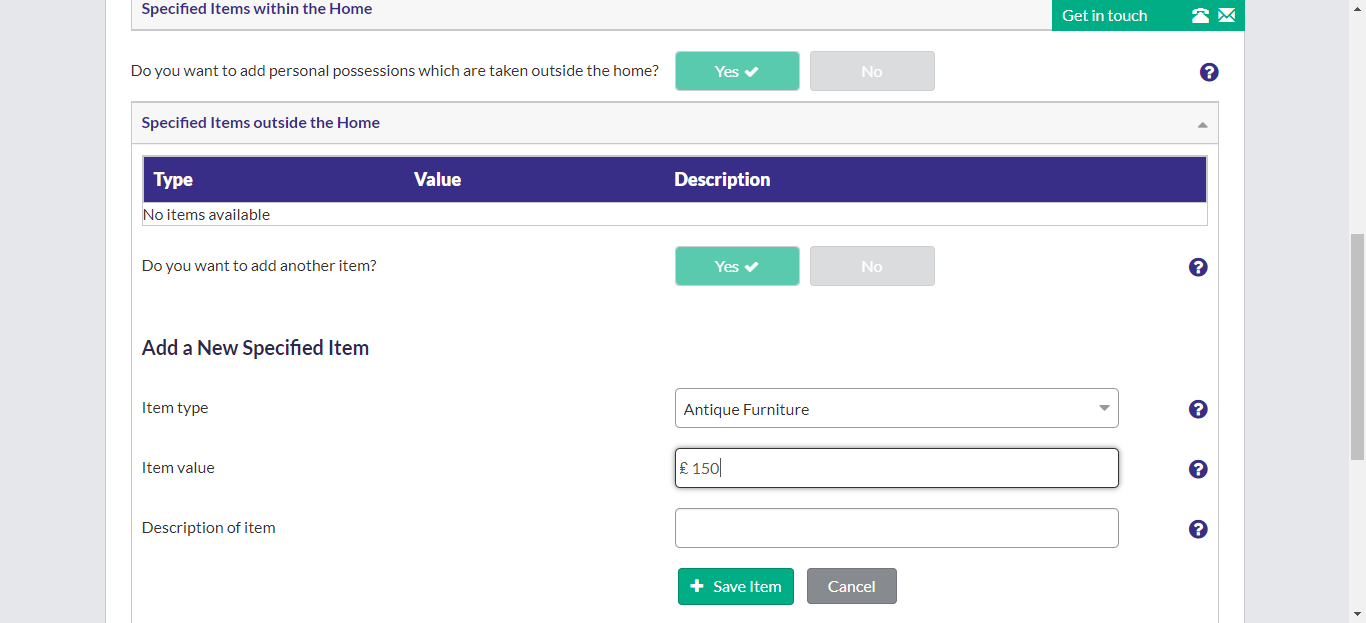 Specified Items within the Home
Get in touch
Do you want to add personal possessions which are taken outside the home?
Yes
No
Specified Items outside the Home
Type Value Description
No items available
Do you want to add another item?
Yes
No
Add a New Specified Item
Item type
Antique Furniture
Item value
£ 150
Description of item
Save Item
Cancel